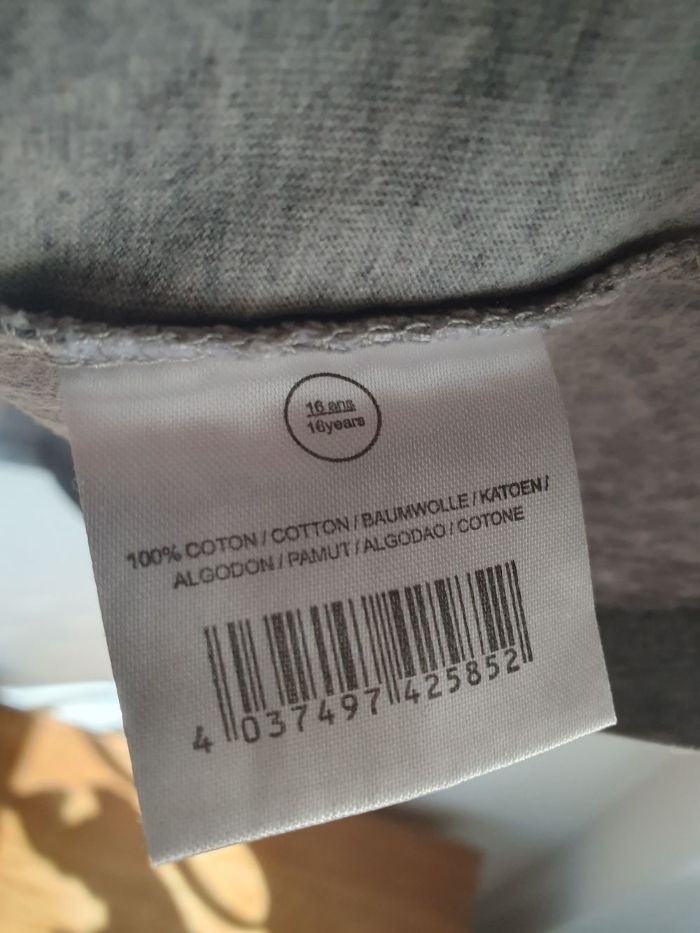 16 ans
16years
100% COTON / COTTON / BAUMWOLLE / KATOEN /
ALGODON / PAMUT / ALGODAO / COTONE
4 037497 425852